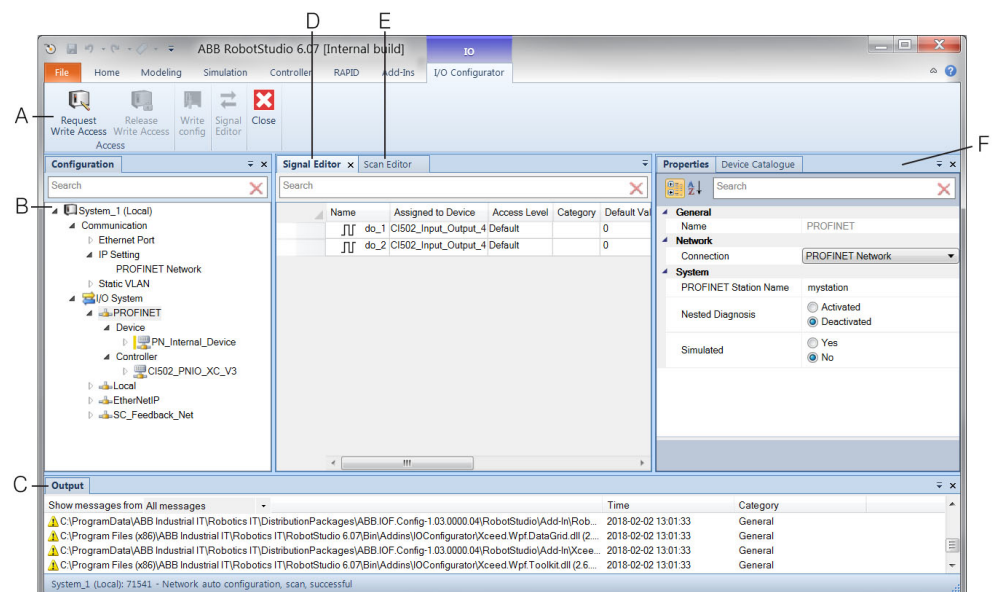 D E
ABB RobotStudio 6.07 [Internal build] IO
File Home Modeling Simulation Controller RAPID Add-Ins I/O Configurator
A
Request Write Access
Release Write Access
Write config
Signal Editor
Close
Access
F
Configuration
Search
B
System_1 (Local)
Communication
Ethernet Port
IP Setting
PROFINET Network
Static VLAN
I/O System
PROFINET
Device
PN_Internal_Device
Controller
CI502_PNIO_XC_V3
Local
EtherNetIP
SC_Feedback_Net
Signal Editor x Scan Editor
Search
Name Assigned to Device Access Level Category Default Val
do_1 CI502_Input_Output_4 Default 0
do_2 CI502_Input_Output_4 Default 0
Properties Device Catalogue
Search
General
Name PROFINET
Network
Connection PROFINET Network
System
PROFINET Station Name mystation
Nested Diagnosis
Activated
Deactivated
Simulated
Yes
No
C
Output
Show messages from All messages Time Category
C:\ProgramData\ABB Industrial IT\Robotics IT\DistributionPackages\ABB.IOF.Config-1.03.0000.04\RobotStudio\Add-In\Rob... 2018-02-02 13:01:33 General
C:\Program Files (x86)\ABB Industrial IT\Robotics IT\RobotStudio 6.07\Bin\Addins\IOConfigurator\Xceed.Wpf.DataGrid.dll (2... 2018-02-02 13:01:33 General
C:\ProgramData\ABB Industrial IT\Robotics IT\DistributionPackages\ABB.IOF.Config-1.03.0000.04\RobotStudio\Add-In\Xcee... 2018-02-02 13:01:33 General
C:\Program Files (x86)\ABB Industrial IT\Robotics IT\RobotStudio 6.07\Bin\Addins\IOConfigurator\Xceed.Wpf.Toolkit.dll (2.6.... 2018-02-02 13:01:33 General
System_1 (Local): 71541 - Network auto configuration, scan, successful